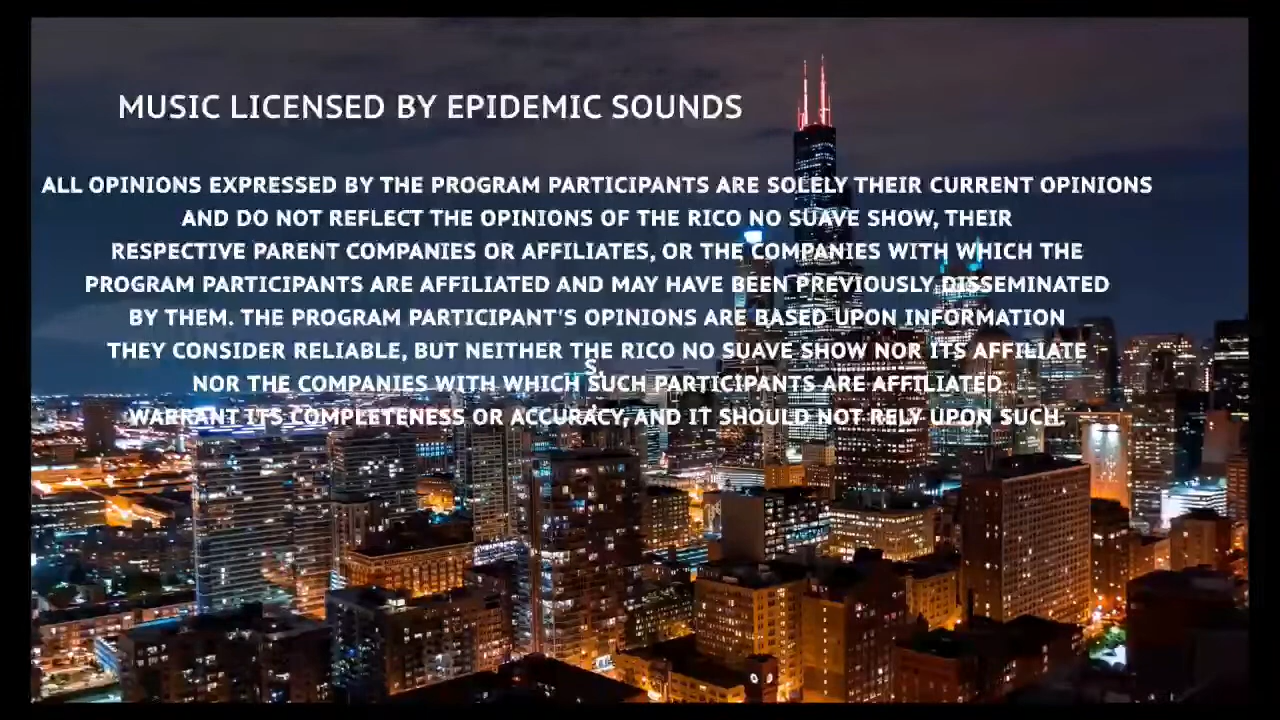 MUSIC LICENSED BY EPIDEMIC SOUNDS
ALL OPINIONS EXPRESSED BY THE PROGRAM PARTICIPANTS ARE SOLELY THEIR CURRENT OPINIONS
AND DO NOT REFLECT THE OPINIONS OF THE RICO NO SUAVE SHOW, THEIR
RESPECTIVE PARENT COMPANIES OR AFFILIATES, OR THE COMPANIES WITH WHICH THE
PROGRAM PARTICIPANTS ARE AFFILIATED AND MAY HAVE BEEN PREVIOUSLY DISSEMINATED
BY THEM. THE PROGRAM PARTICIPANT'S OPINIONS ARE BASED UPON INFORMATION
THEY CONSIDER RELIABLE, BUT NEITHER THE RICO NO SUAVE SHOW NOR ITS AFFILIATE
S,
NOR THE COMPANIES WITH WHICH SUCH PARTICIPANTS ARE AFFILIATED
WARRANT ITS COMPLETENESS OR ACCURACY, AND IT SHOULD NOT RELY UPON SUCH.